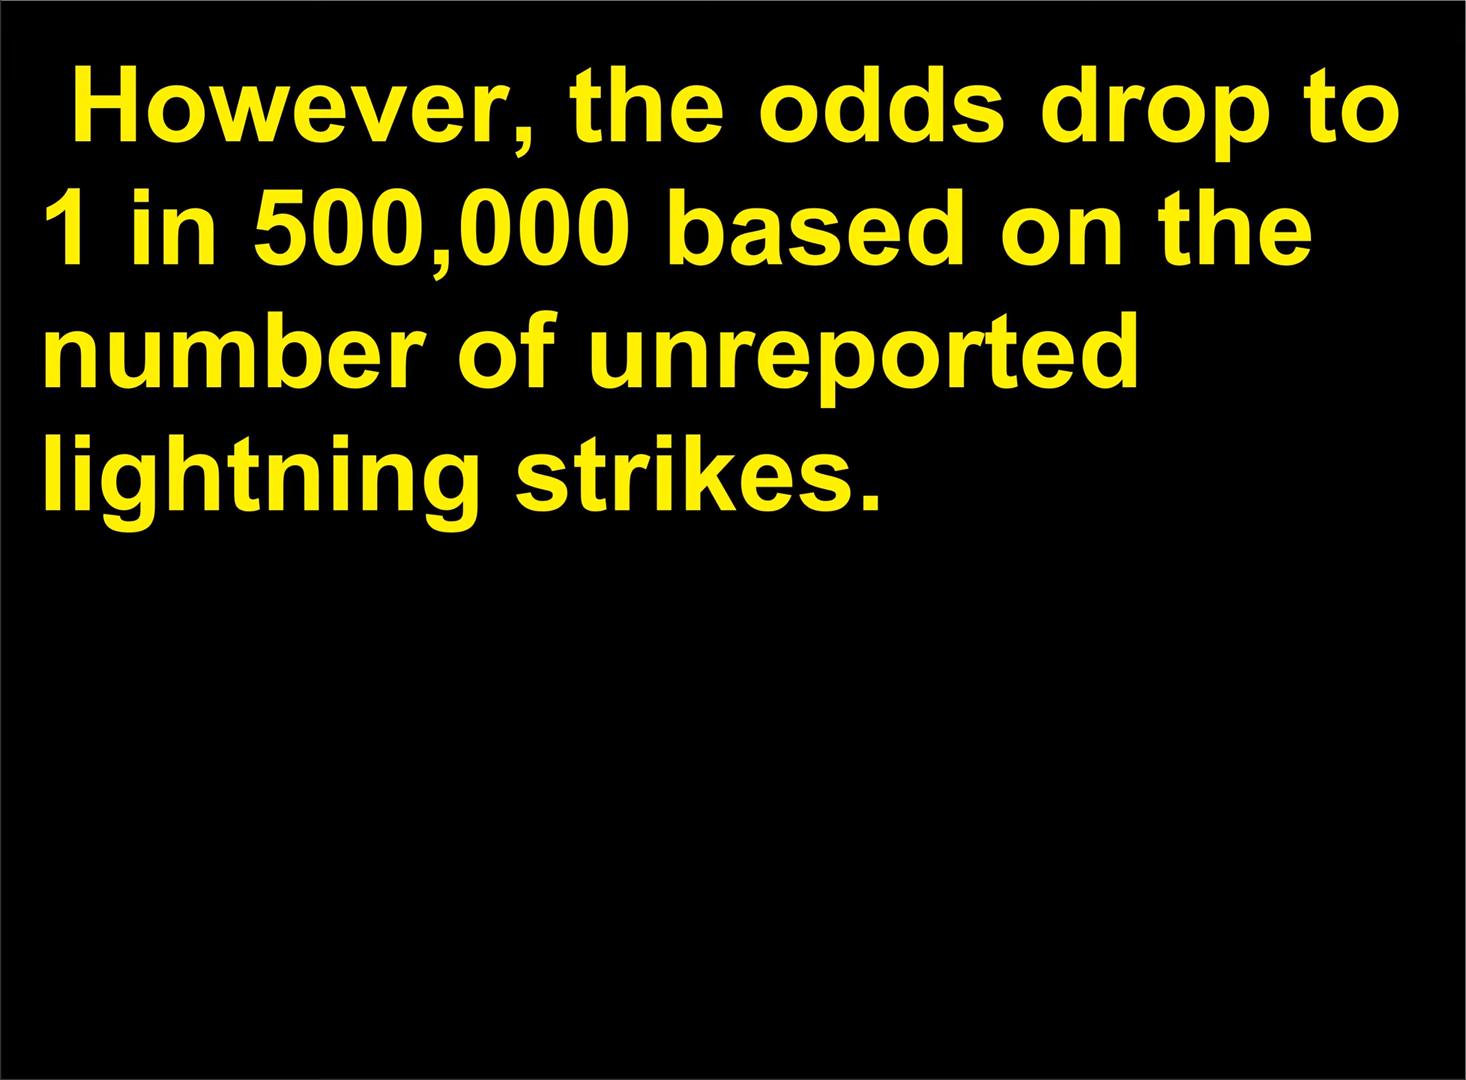 However, the odds drop to
1 in 500,000 based on the
number of unreported
lightning strikes.